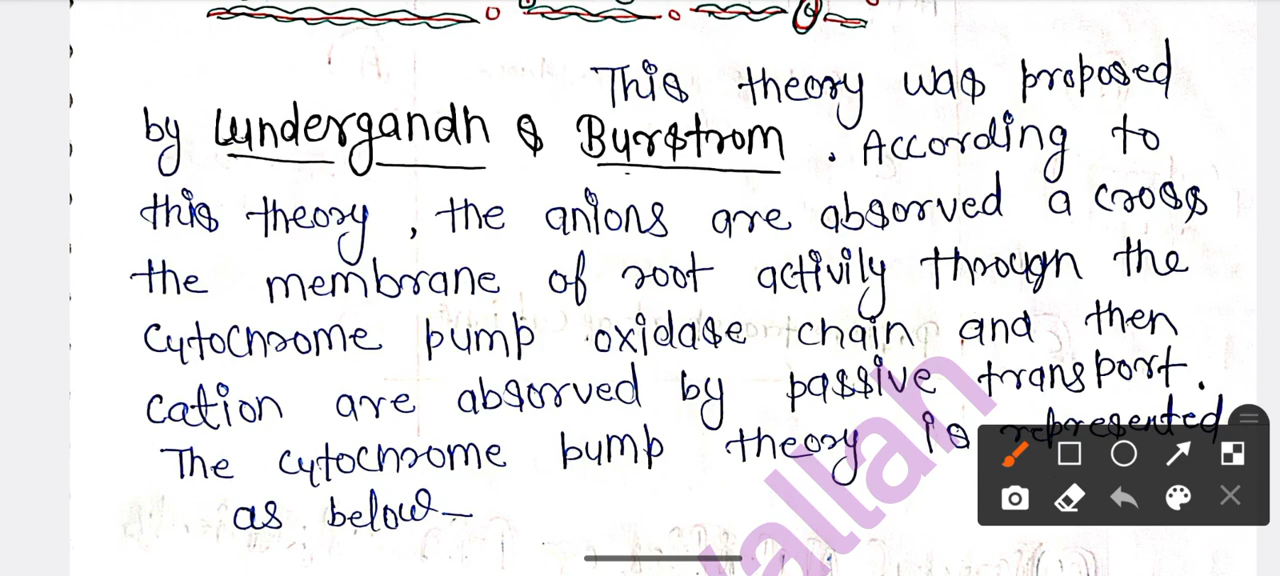 This theory was proposed
by Lundergandh & Burstrom . According to
this theory , the anions are absorved a cross
the membrane of root activily through the
Cytochrome pump oxidase chain and then
Cation are absorved by passive transport.
The cytochrome pump theory is represented
as below—
wallah